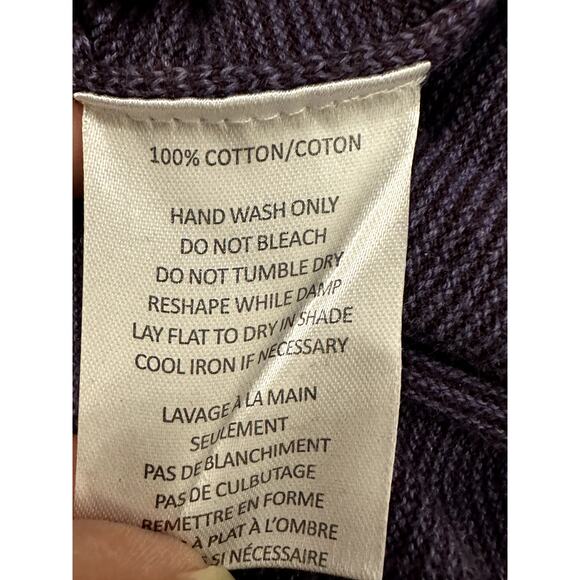 100% COTTON/COTON
HAND WASH ONLY
DO NOT BLEACH
DO NOT TUMBLE DRY
RESHAPE WHILE DAMP
LAY FLAT TO DRY IN SHADE
COOL IRON IF NECESSARY
LAVAGE À LA MAIN
SEULEMENT
PAS DE BLANCHIMENT
PAS DE CULBUTAGE
REMETTRE EN FORME
À PLAT À L'OMBRE
SI NÉCESSAIRE